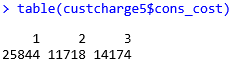 > table(custcharge5$cons_cost)
1 2 3
25844 11718 14174